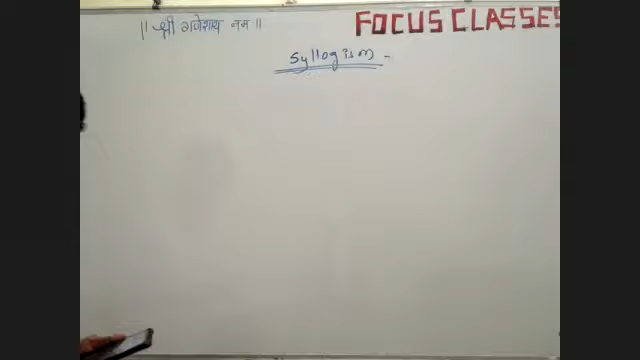 || श्री गणेशाय नम ||
FOCUS CLASSES
Syllogism -